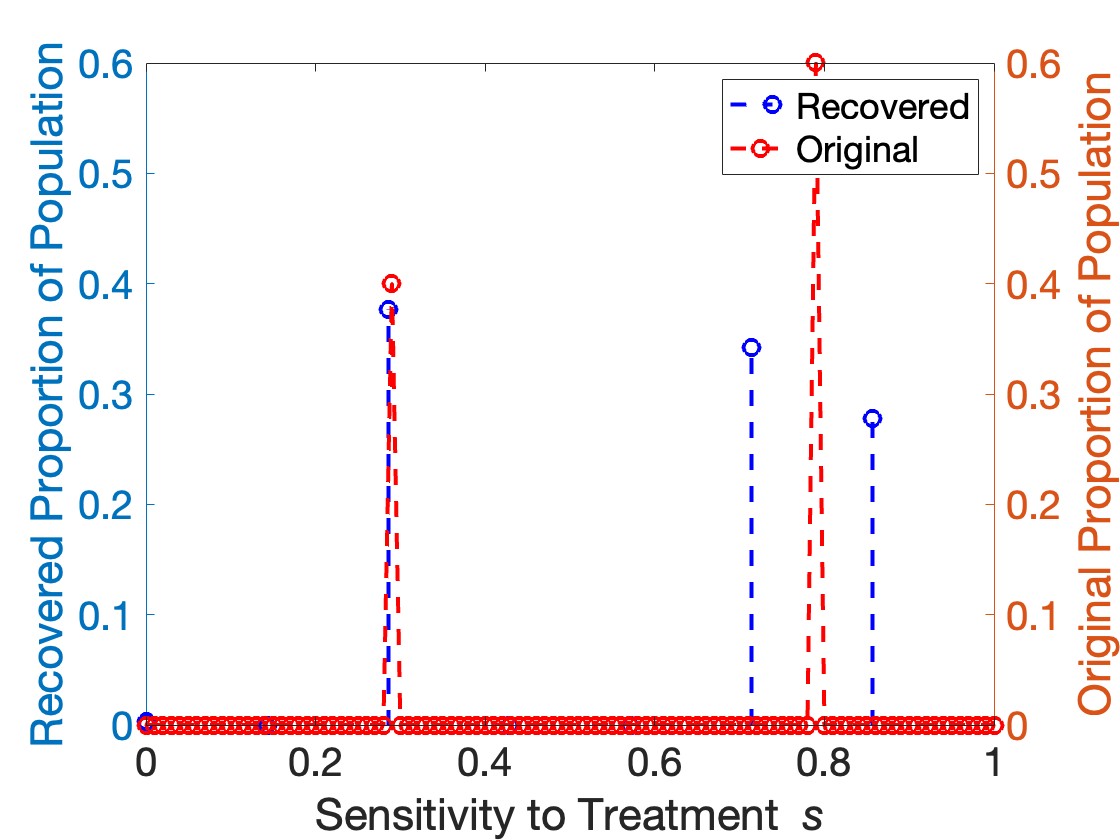 Recovered Proportion of Population
0.6
0.5
0.4
0.3
0.2
0.1
0
0 0.2 0.4 0.6 0.8 1
Sensitivity to Treatment s
Recovered
Original
0.6
0.5
0.4
0.3
0.2
0.1
0
Original Proportion of Population